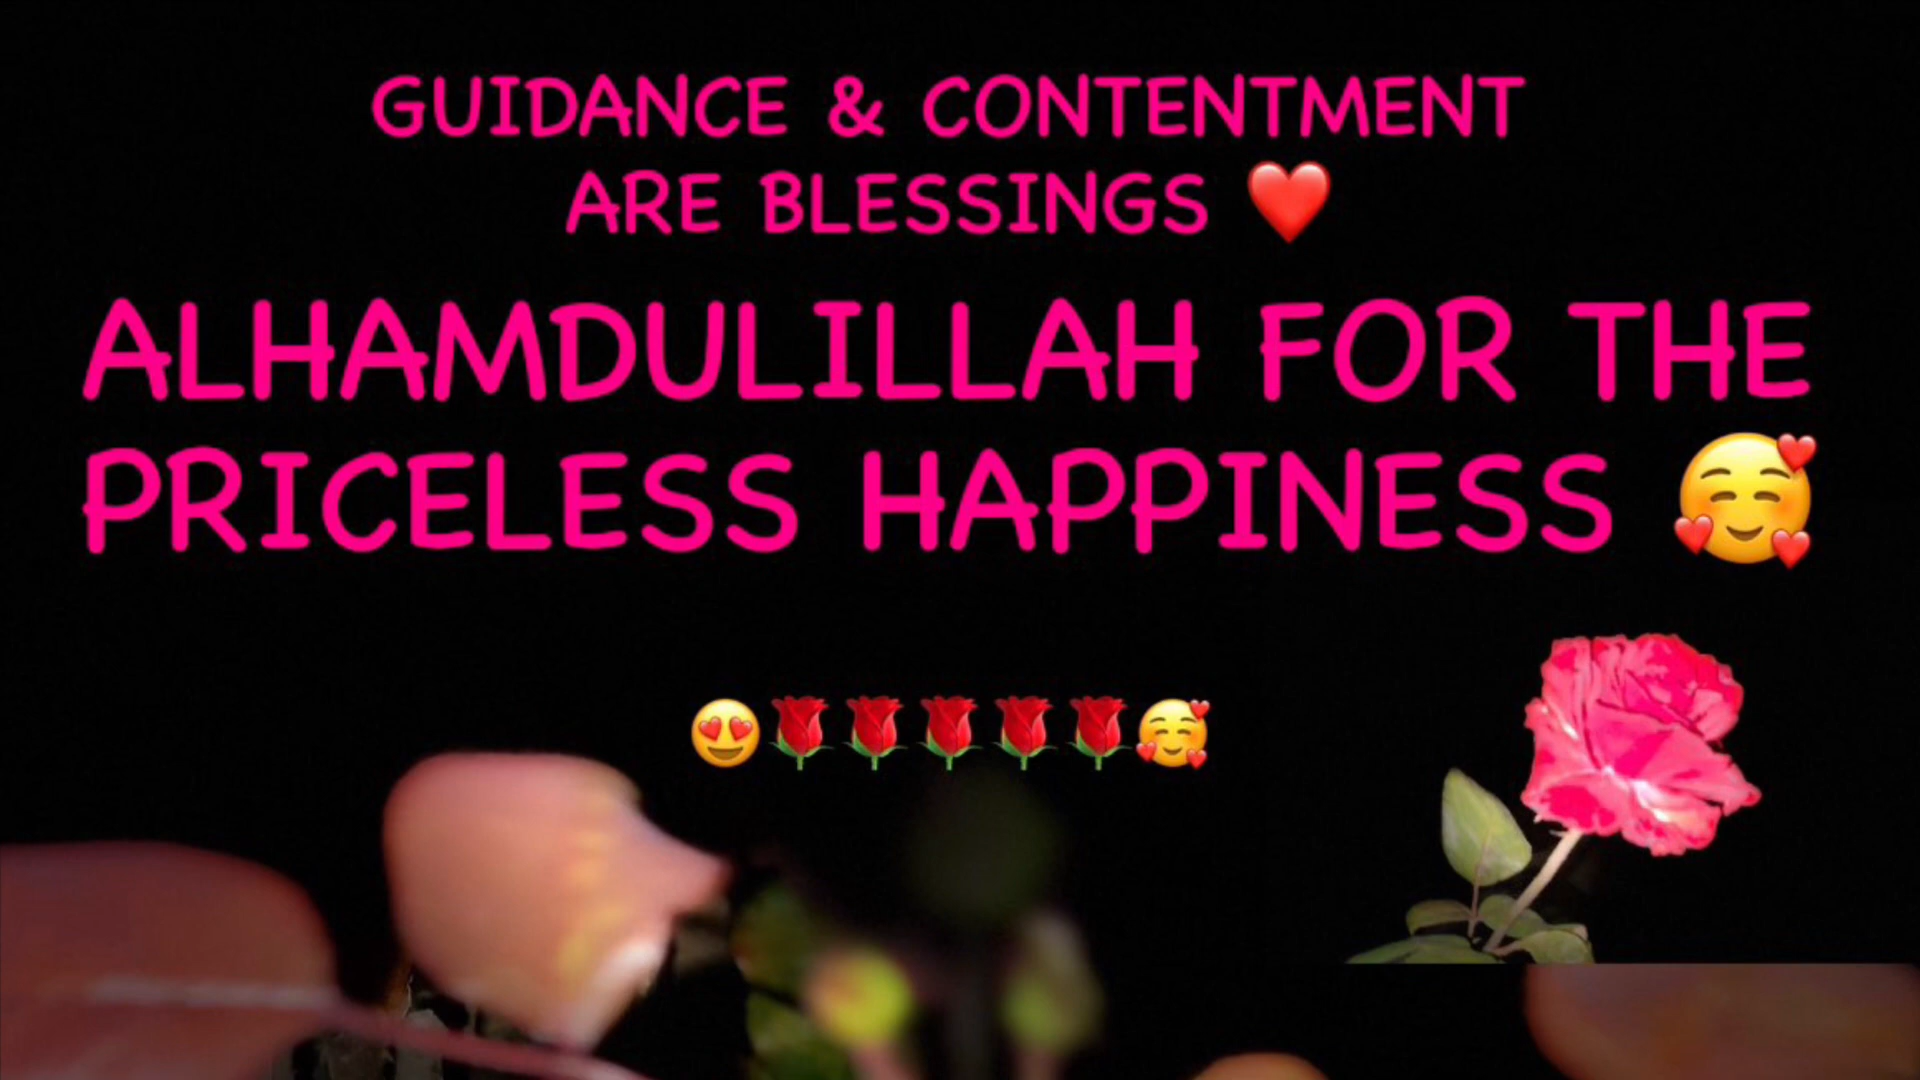 GUIDANCE & CONTENTMENT
ARE BLESSINGS ❤️
ALHAMDULILLAH FOR THE
PRICELESS HAPPINESS 🥰
😍🌹🌹🌹🌹🌹🥰